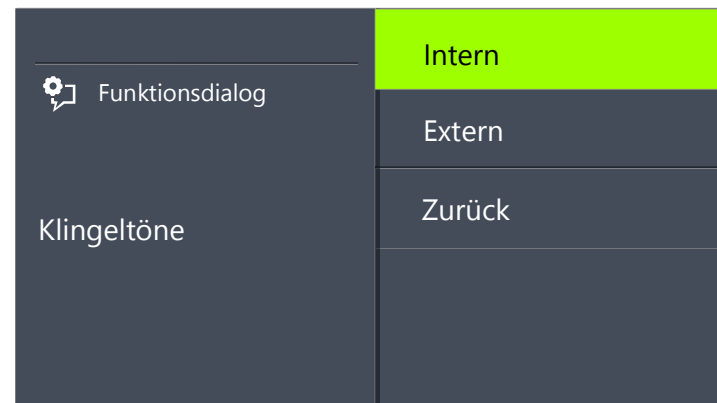 Funktionsdialog
Klingeltöne
Intern
Extern
Zurück